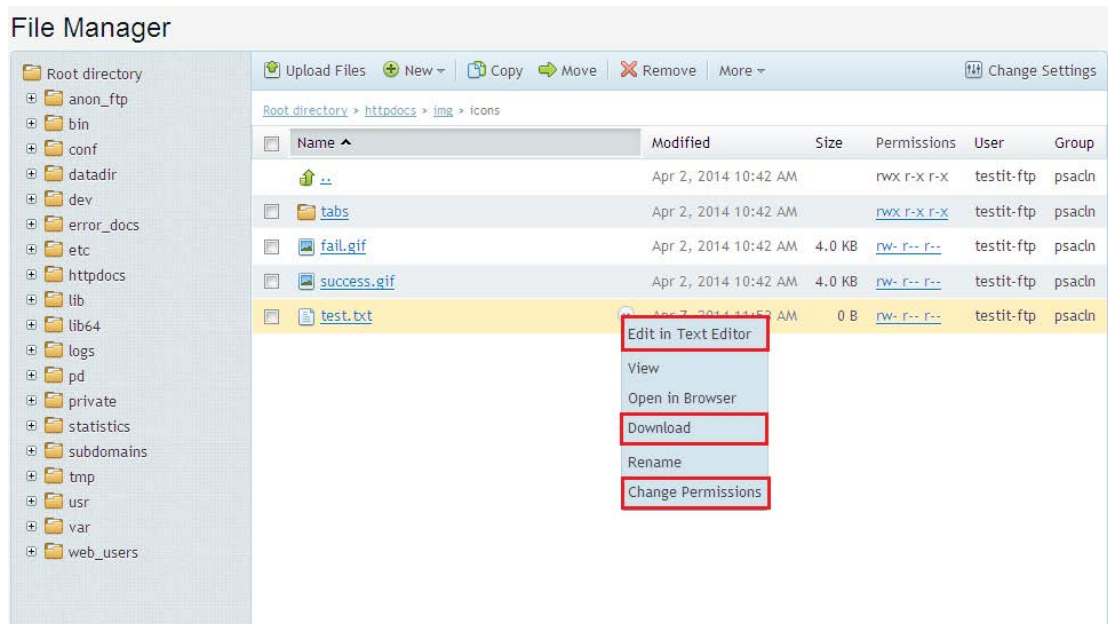 File Manager
Root directory
anon_ftp
bin
conf
datadir
dev
error_docs
etc
httpdocs
lib
lib64
logs
pd
private
statistics
subdomains
tmp
usr
var
web_users
Upload Files New Copy Move Remove More Change Settings
Root directory > httpdocs > img > icons
Name Modified Size Permissions User Group
.. Apr 2, 2014 10:42 AM rwx r-x r-x testit-ftp psacln
tabs Apr 2, 2014 10:42 AM rwx r-x r-x testit-ftp psacln
fail.gif Apr 2, 2014 10:42 AM 4.0 KB rw- r-- r-- testit-ftp psacln
success.gif Apr 2, 2014 10:42 AM 4.0 KB rw- r-- r-- testit-ftp psacln
test.txt Apr 7, 2014 11:53 AM 0 B rw- r-- r-- testit-ftp psacln
Edit in Text Editor
View
Open in Browser
Download
Rename
Change Permissions